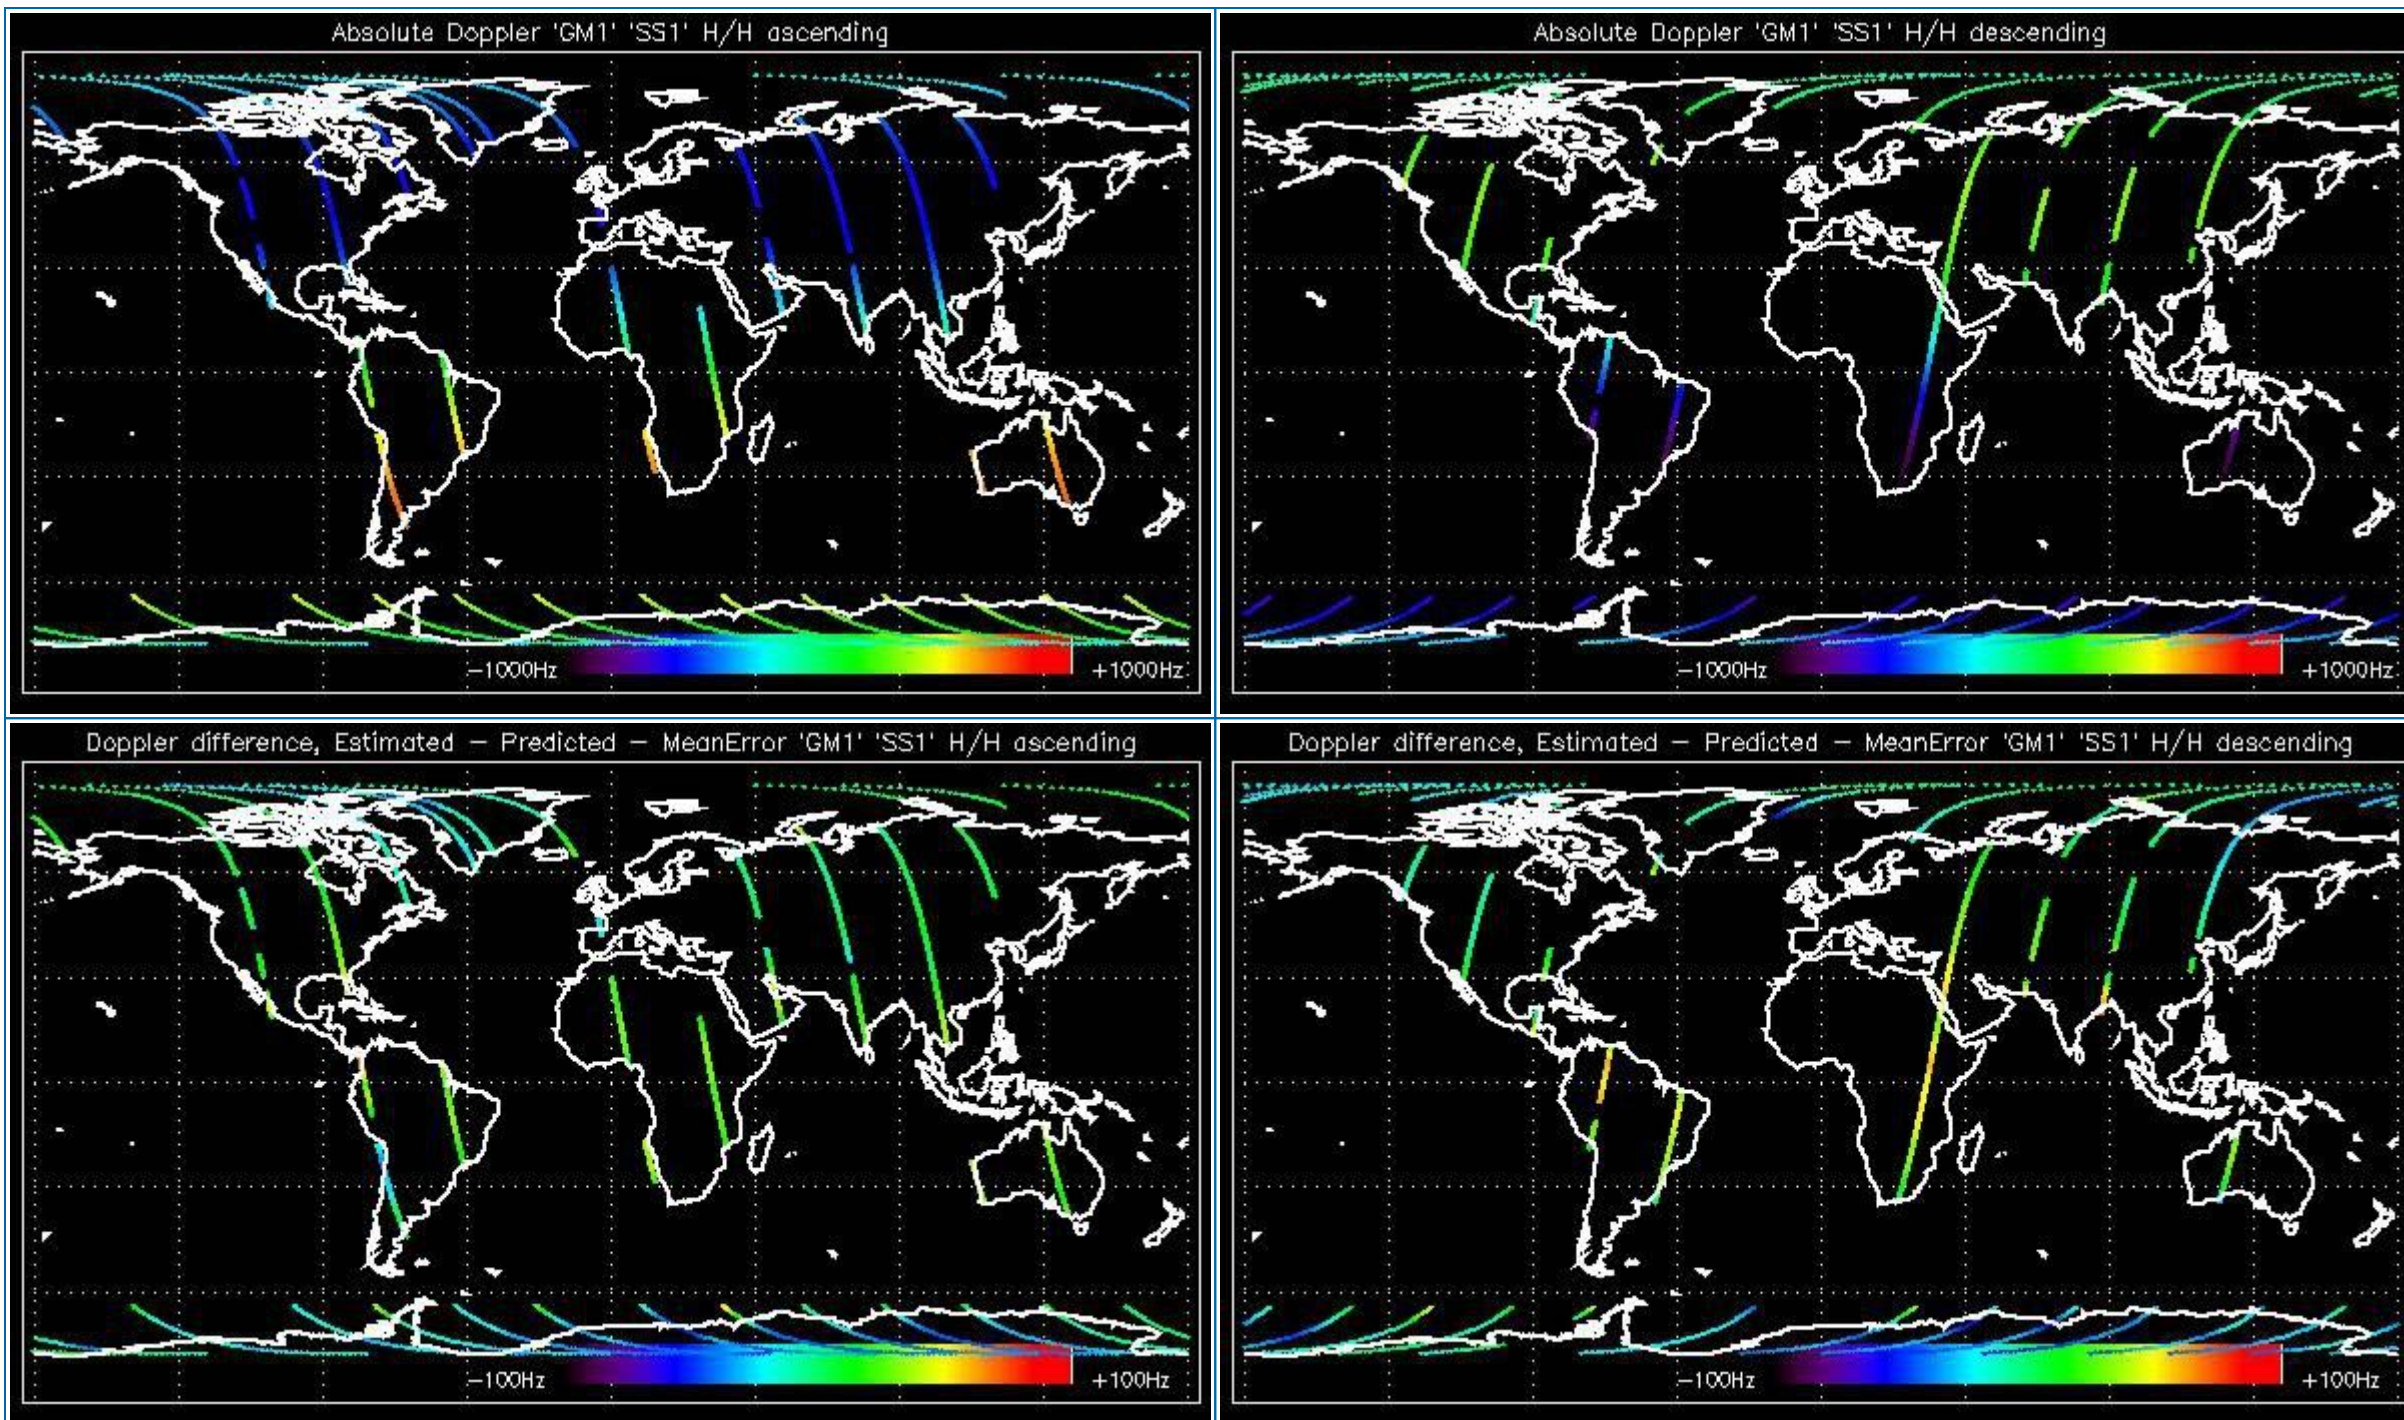 Absolute Doppler 'GM1' 'SS1' H/H ascending
−1000Hz
+1000Hz
Absolute Doppler 'GM1' 'SS1' H/H descending
−1000Hz
+1000Hz
Doppler difference, Estimated − Predicted − MeanError 'GM1' 'SS1' H/H ascending
−100Hz
+100Hz
Doppler difference, Estimated − Predicted − MeanError 'GM1' 'SS1' H/H descending
−100Hz
+100Hz